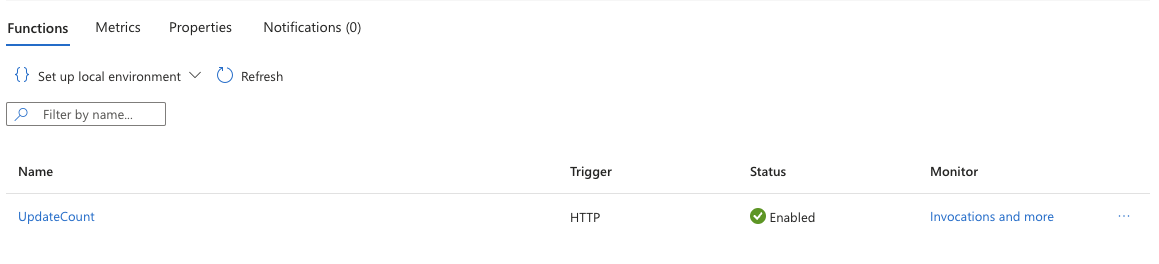 Functions Metrics Properties Notifications (0)
{} Set up local environment Refresh
Filter by name...
Name Trigger Status Monitor
UpdateCount HTTP Enabled Invocations and more ...